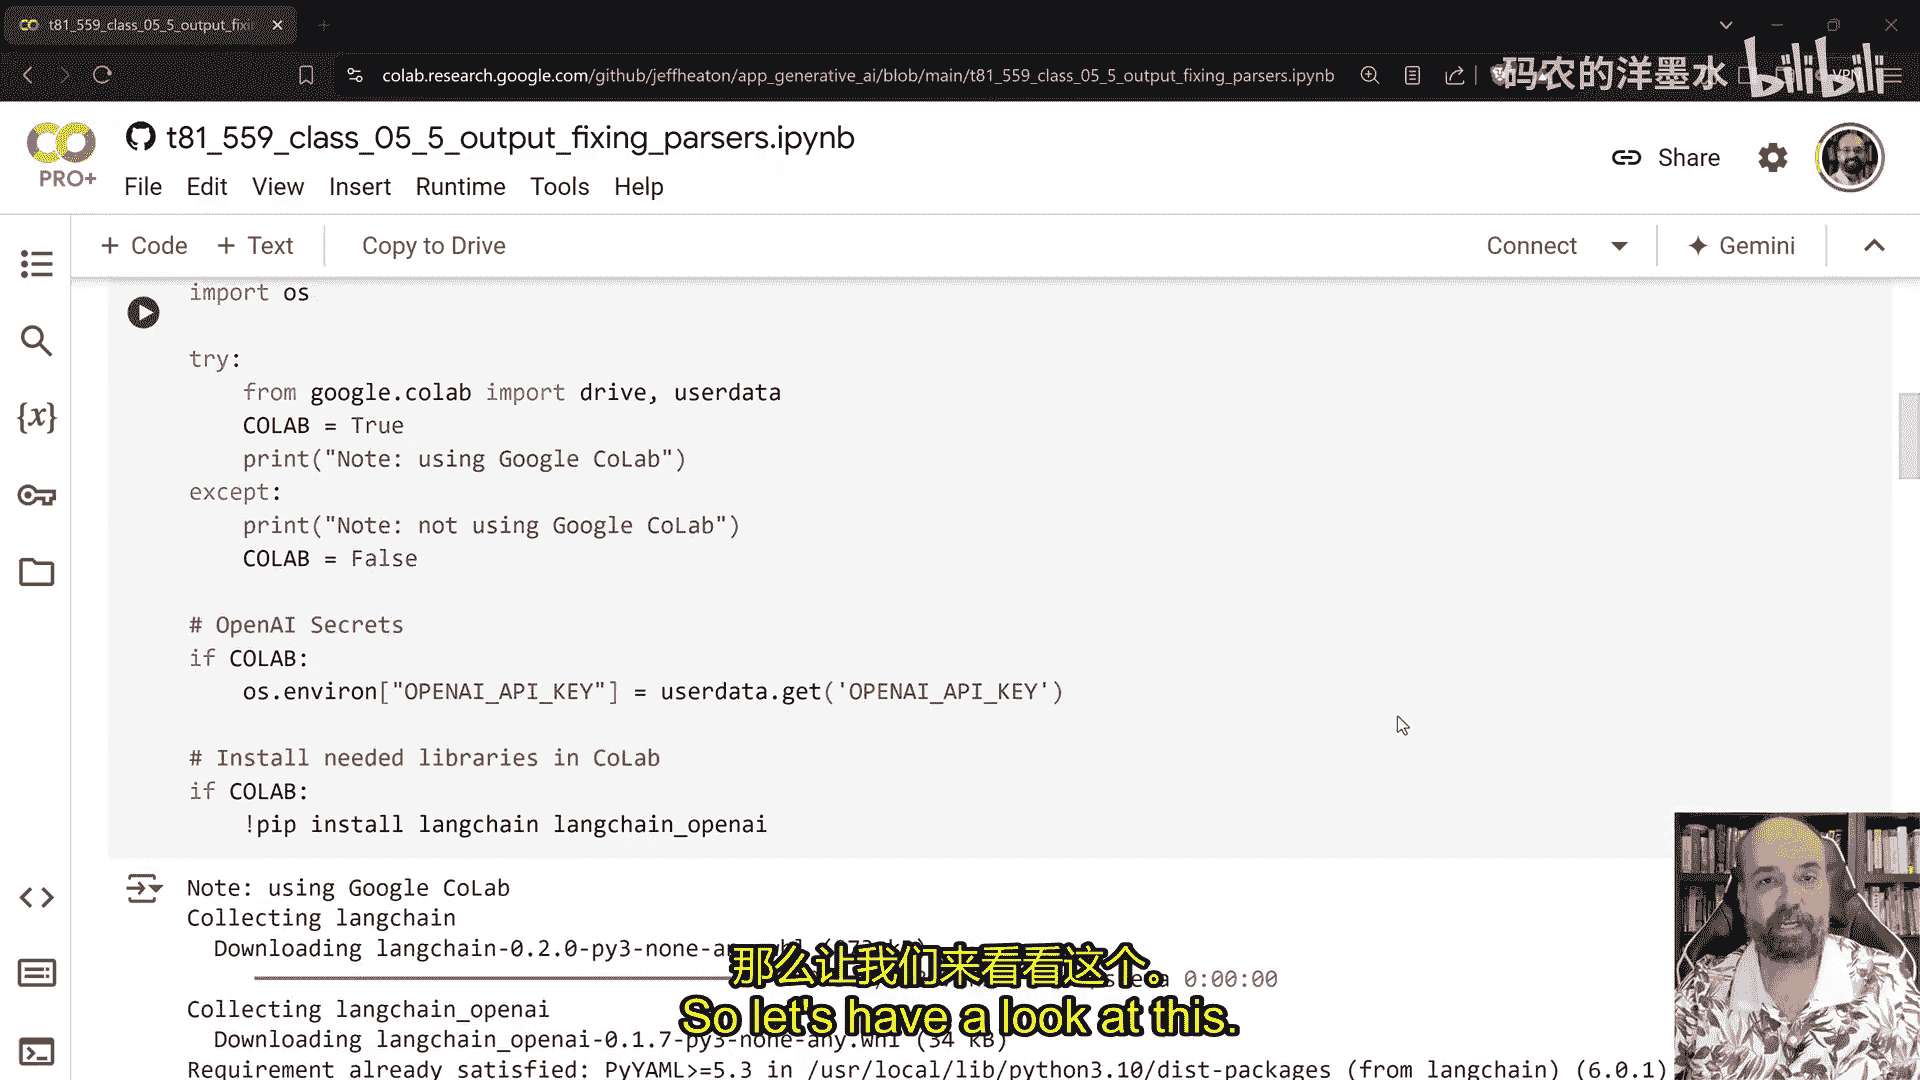 t81_559_class_05_5_output_fixi
colab.research.google.com/github/jeffheaton/app_generative_ai/blob/main/t81_559_class_05_5_output_fixing_parsers.ipynb
码农的洋墨水 bilibili
VPN
t81_559_class_05_5_output_fixing_parsers.ipynb
PRO+
File Edit View Insert Runtime Tools Help
Share
+ Code + Text Copy to Drive
Connect
Gemini
import os
try:
from google.colab import drive, userdata
COLAB = True
print("Note: using Google CoLab")
except:
print("Note: not using Google CoLab")
COLAB = False
# OpenAI Secrets
if COLAB:
os.environ["OPENAI_API_KEY"] = userdata.get('OPENAI_API_KEY')
# Install needed libraries in CoLab
if COLAB:
!pip install langchain langchain_openai
Note: using Google CoLab
Collecting langchain
Downloading langchain-0.2.0-py3-none-any.whl
0:00:00
那么让我们来看看这个。
Collecting langchain_openai
So let's have a look at this.
Downloading langchain_openai-0.1.7-py3-none-any.whl (34 kB)
Requirement already satisfied: PyYAML>=5.3 in /usr/local/lib/python3.10/dist-packages (from langchain) (6.0.1)